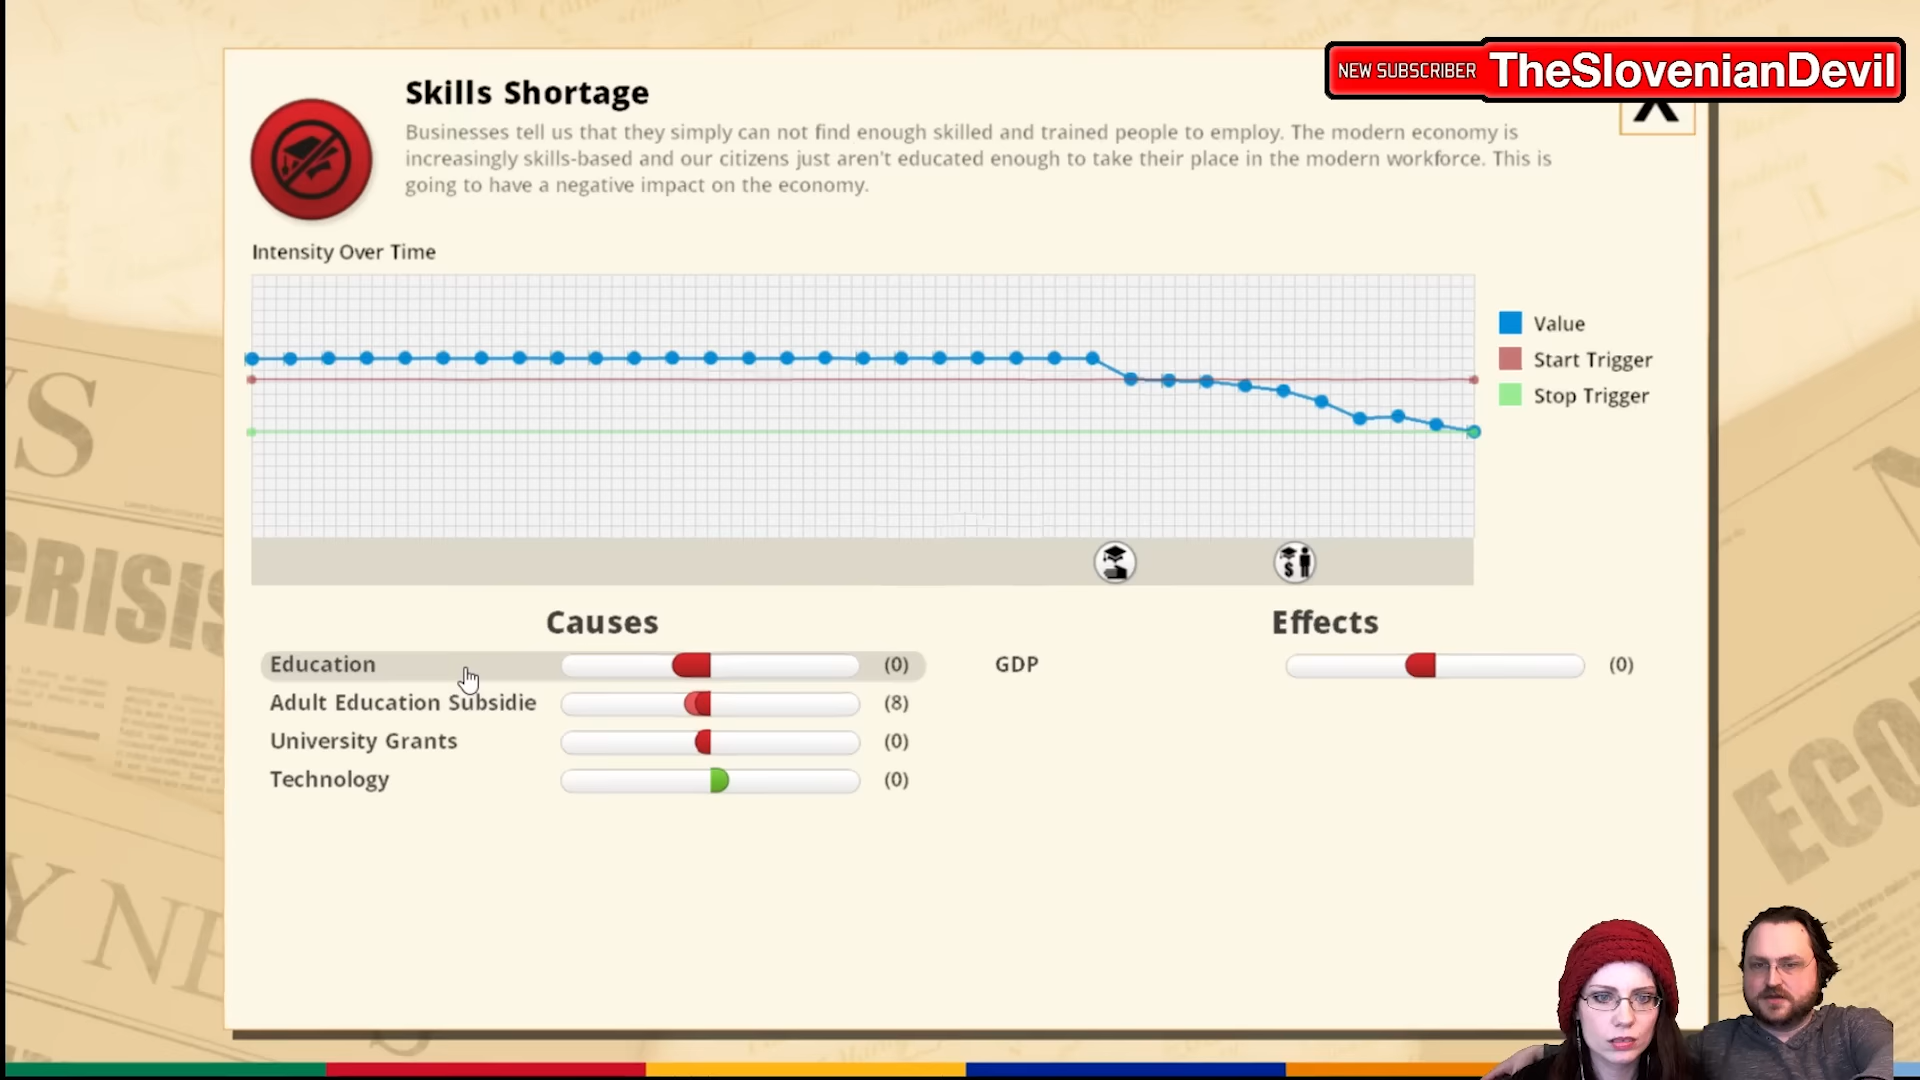 NEW SUBSCRIBER TheSlovenianDevil
X
Skills Shortage
Businesses tell us that they simply can not find enough skilled and trained people to employ. The modern economy is
increasingly skills-based and our citizens just aren't educated enough to take their place in the modern workforce. This is
going to have a negative impact on the economy.
Intensity Over Time
Value
Start Trigger
Stop Trigger
$
Causes
Effects
Education (0)
GDP (0)
Adult Education Subsidie (8)
University Grants (0)
Technology (0)
CRISIS
ECO